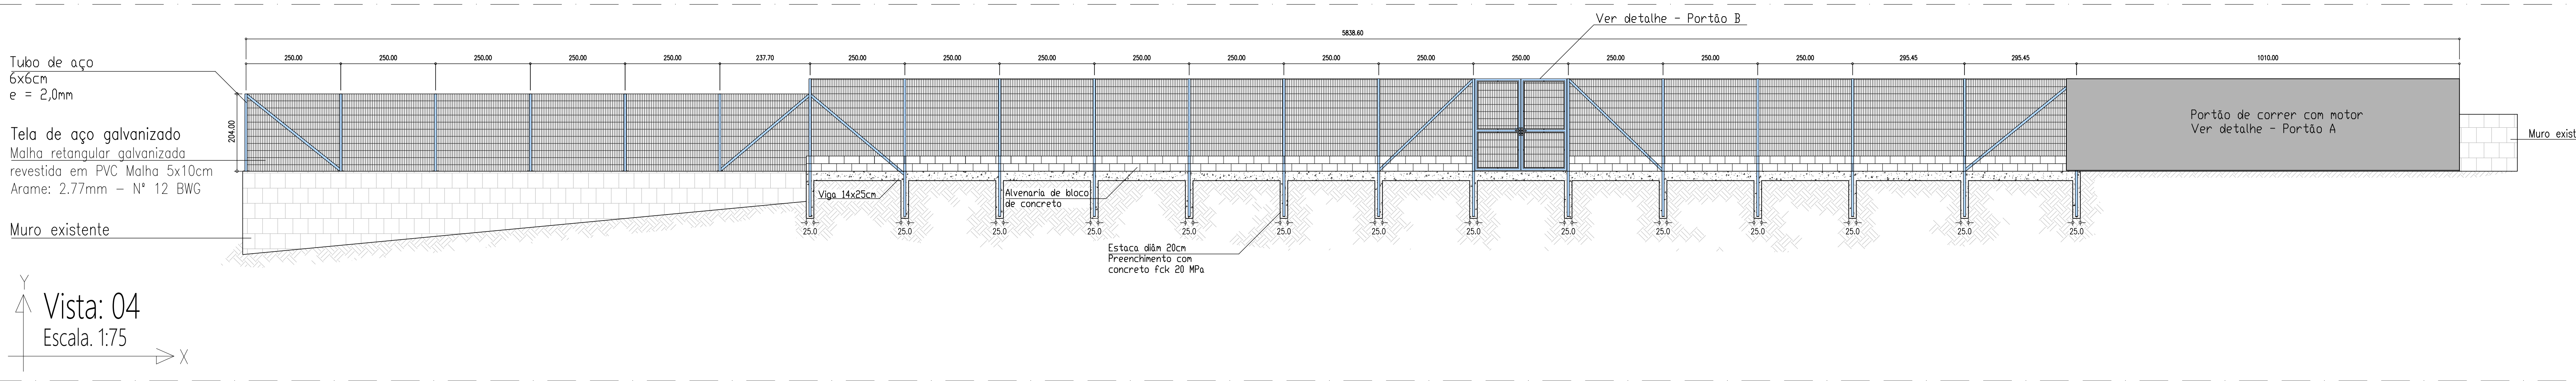 Ver detalhe - Portão B
5838.60
250.00 250.00 250.00 250.00 250.00 237.70 250.00 250.00 250.00 250.00 250.00 250.00 250.00 250.00 250.00 250.00 250.00 295.45 295.45 1010.00
Tubo de aço
6x6cm
e = 2,0mm
204.00
Tela de aço galvanizado
Malha retangular galvanizada
revestida em PVC Malha 5x10cm
Arame: 2.77mm - N° 12 BWG
Muro existente
Portão de correr com motor
Ver detalhe - Portão A
Muro exist
Viga 14x25cm
Alvenaria de bloco
de concreto
25.0 25.0 25.0 25.0 25.0 25.0 25.0 25.0 25.0 25.0 25.0 25.0 25.0 25.0
Estaca diâm 20cm
Preenchimento com
concreto fck 20 MPa
Y
Vista: 04
Escala. 1:75
X